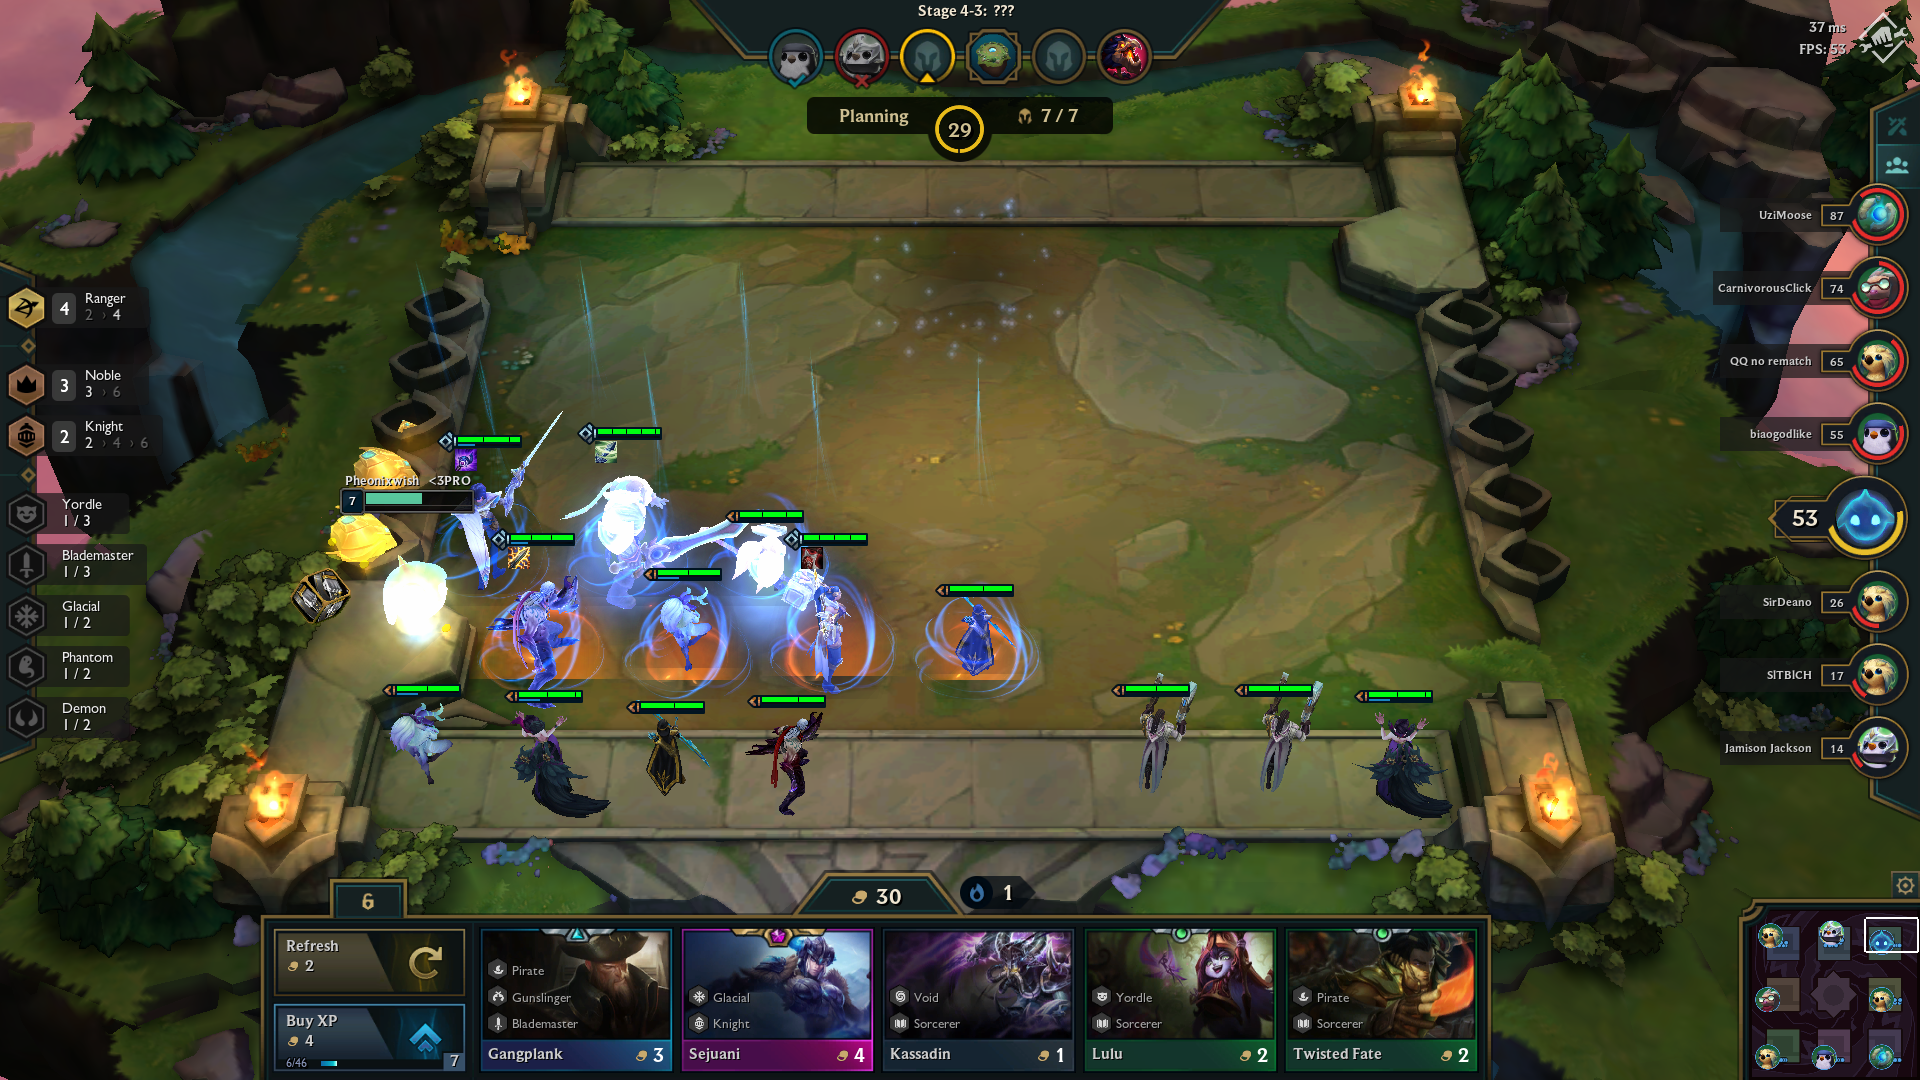 Stage 4-3: ???
37 ms
FPS: 53
Planning
29
7 / 7
UziMoose 87
CarnivorousClick 74
QQ no rematch 65
biaogodlike 55
53
SirDeano 26
SITBICH 17
Jamison Jackson 14
4 Ranger
2 › 4
3 Noble
3 › 6
2 Knight
2 › 4 › 6
Yordle
1 / 3
Blademaster
1 / 3
Glacial
1 / 2
Phantom
1 / 2
Demon
1 / 2
Pheonixwish <3PRO
7
6
30
1
Refresh
2
Buy XP
4
6/46
7
Pirate
Gunslinger
Blademaster
Gangplank 3
Glacial
Knight
Sejuani 4
Void
Sorcerer
Kassadin 1
Yordle
Sorcerer
Lulu 2
Pirate
Sorcerer
Twisted Fate 2